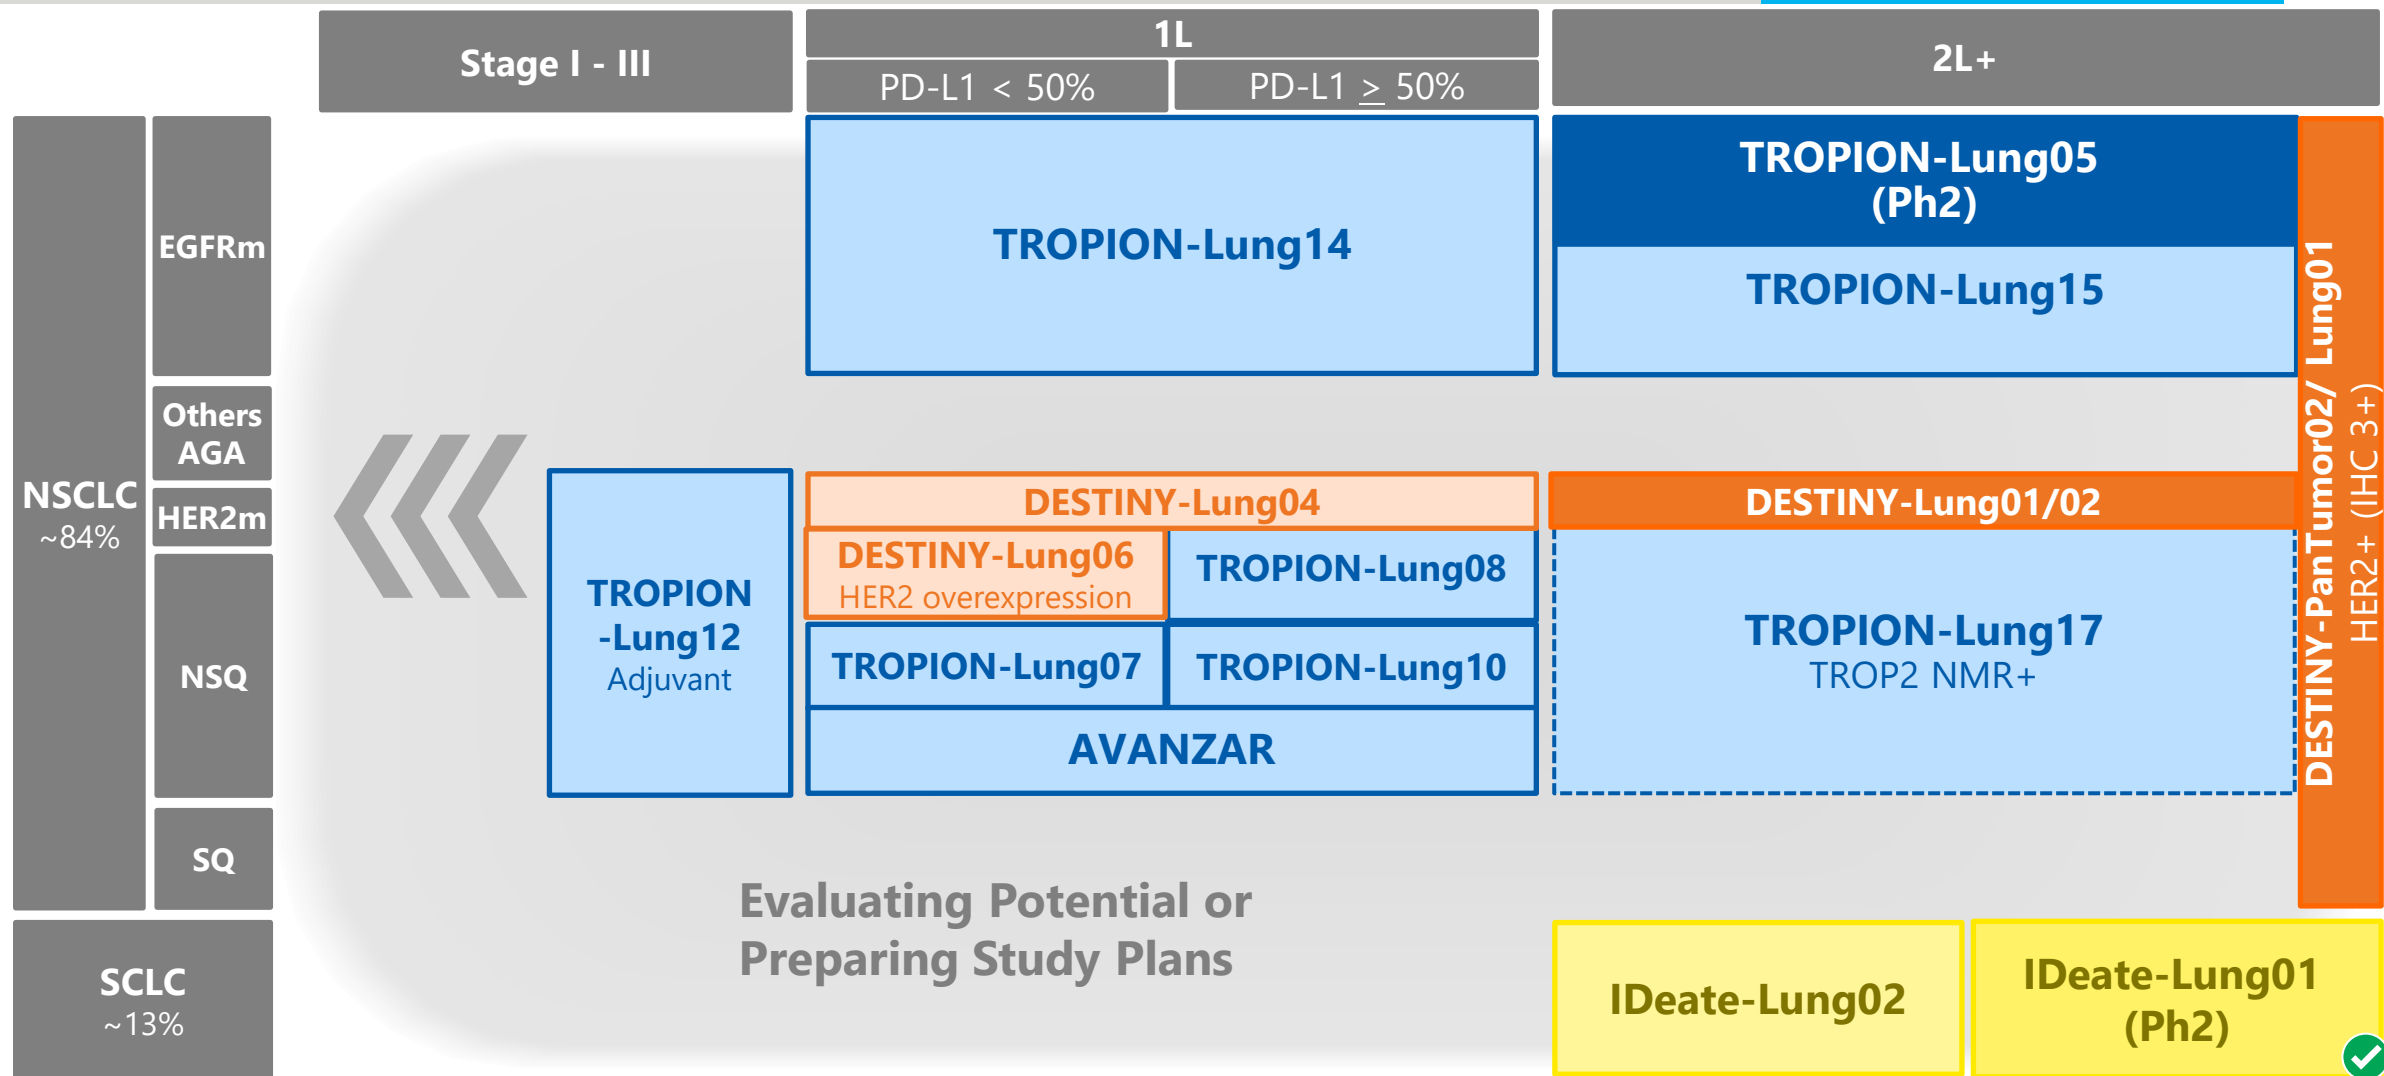 Stage I - III
1L
PD-L1 < 50%
PD-L1 ≥ 50%
2L+
NSCLC
~84%
EGFRm
Others
AGA
HER2m
NSQ
SQ
SCLC
~13%
TROPION-Lung14
TROPION-Lung05
(Ph2)
TROPION-Lung15
DESTINY-PanTumor02/ Lung01
HER2+ (IHC 3+)
TROPION
-Lung12
Adjuvant
DESTINY-Lung04
DESTINY-Lung06
HER2 overexpression
TROPION-Lung08
TROPION-Lung07
TROPION-Lung10
AVANZAR
DESTINY-Lung01/02
TROPION-Lung17
TROP2 NMR+
Evaluating Potential or
Preparing Study Plans
IDeate-Lung02
IDeate-Lung01
(Ph2)